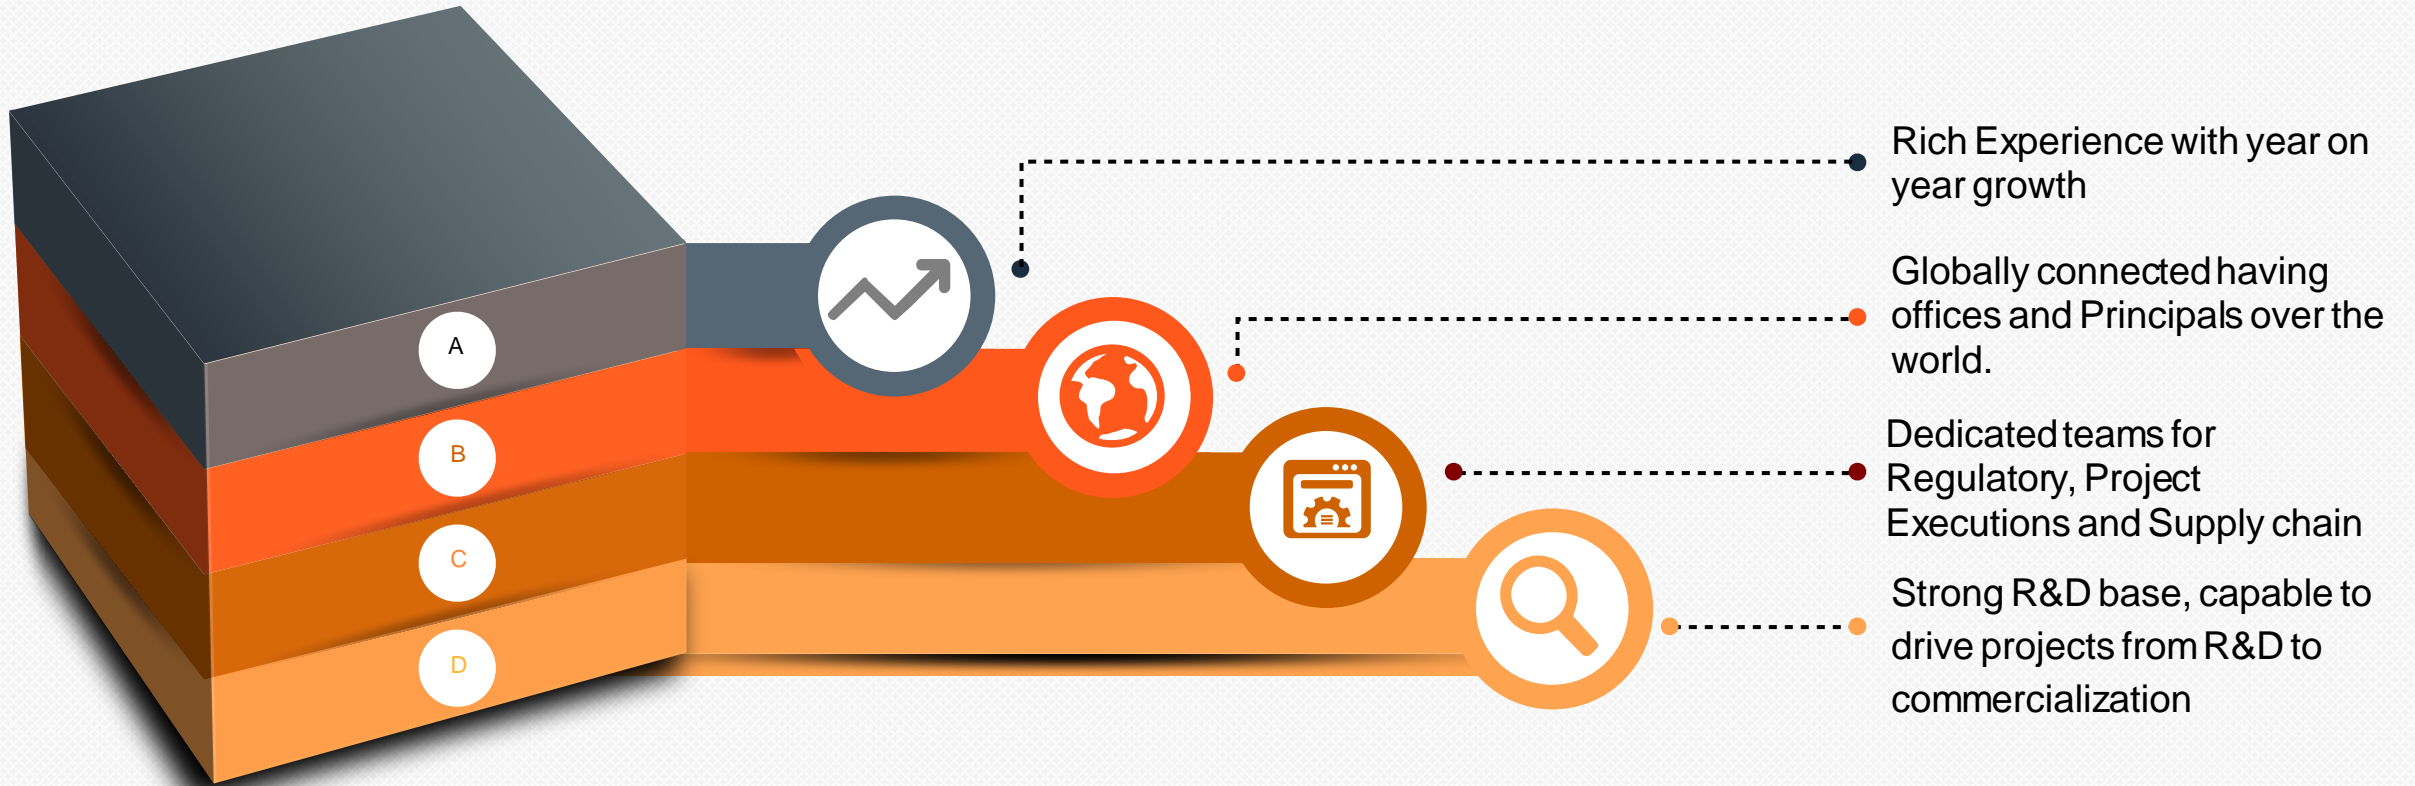 A
B
C
D
Rich Experience with year on
year growth
Globally connected having
offices and Principals over the
world.
Dedicated teams for
Regulatory, Project
Executions and Supply chain
Strong R&D base, capable to
drive projects from R&D to
commercialization